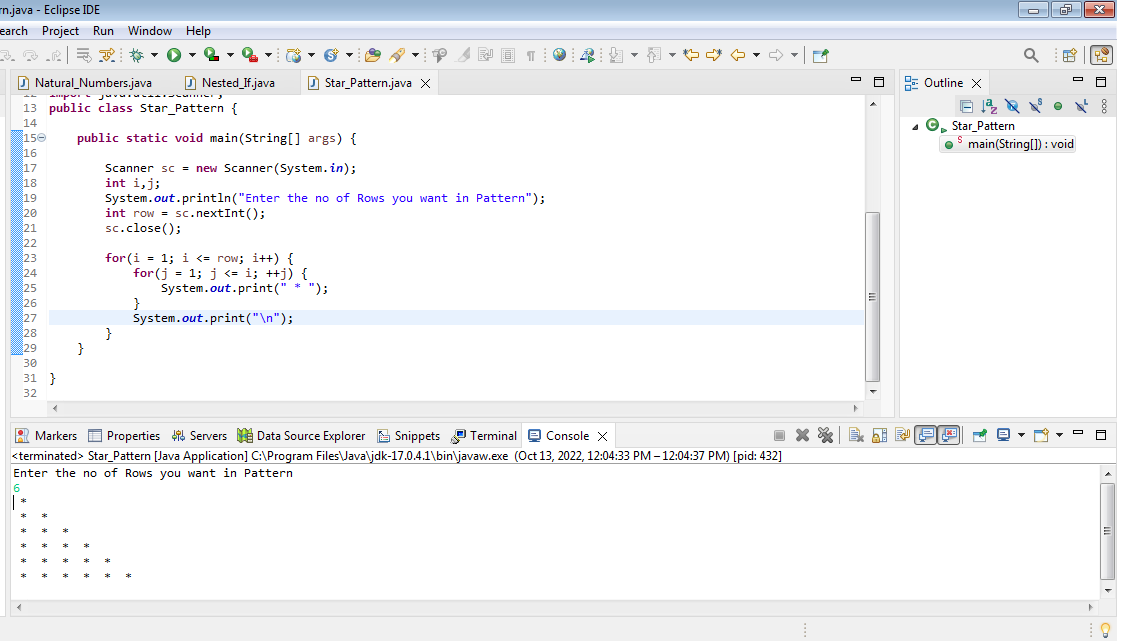 rn.java - Eclipse IDE
earch Project Run Window Help
Natural_Numbers.java Nested_If.java Star_Pattern.java
12 import java.util.Scanner;
13 public class Star_Pattern {
14
15 public static void main(String[] args) {
16
17 Scanner sc = new Scanner(System.in);
18 int i,j;
19 System.out.println("Enter the no of Rows you want in Pattern");
20 int row = sc.nextInt();
21 sc.close();
22
23 for(i = 1; i <= row; i++) {
24 for(j = 1; j <= i; ++j) {
25 System.out.print(" * ");
26 }
27 System.out.print("\n");
28 }
29 }
30
31 }
32
Outline
Star_Pattern
main(String[]) : void
Markers Properties Servers Data Source Explorer Snippets Terminal Console
<terminated> Star_Pattern [Java Application] C:\Program Files\Java\jdk-17.0.4.1\bin\javaw.exe (Oct 13, 2022, 12:04:33 PM – 12:04:37 PM) [pid: 432]
Enter the no of Rows you want in Pattern
6
*
* *
* * *
* * * *
* * * * *
* * * * * *